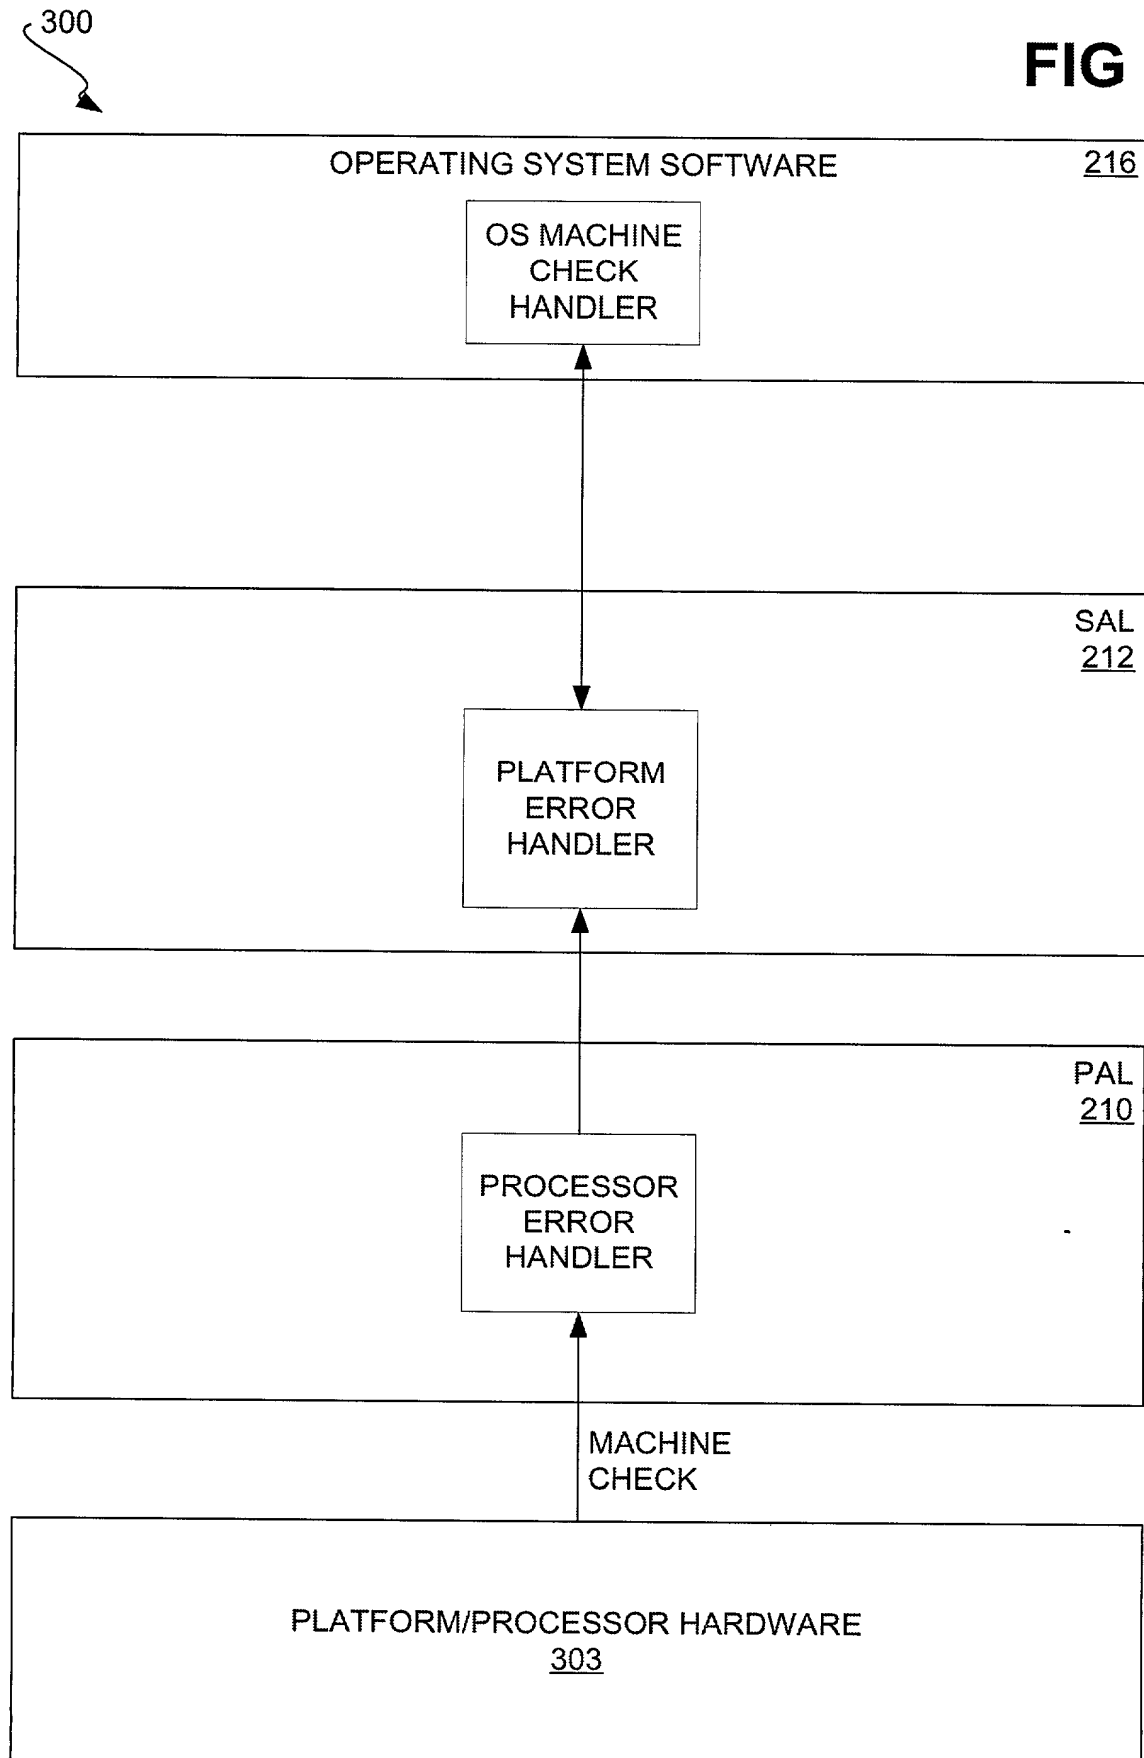 300
FIG
OPERATING SYSTEM SOFTWARE
216
OS MACHINE
CHECK
HANDLER
SAL
212
PLATFORM
ERROR
HANDLER
PAL
210
PROCESSOR
ERROR
HANDLER
MACHINE
CHECK
PLATFORM/PROCESSOR HARDWARE
303